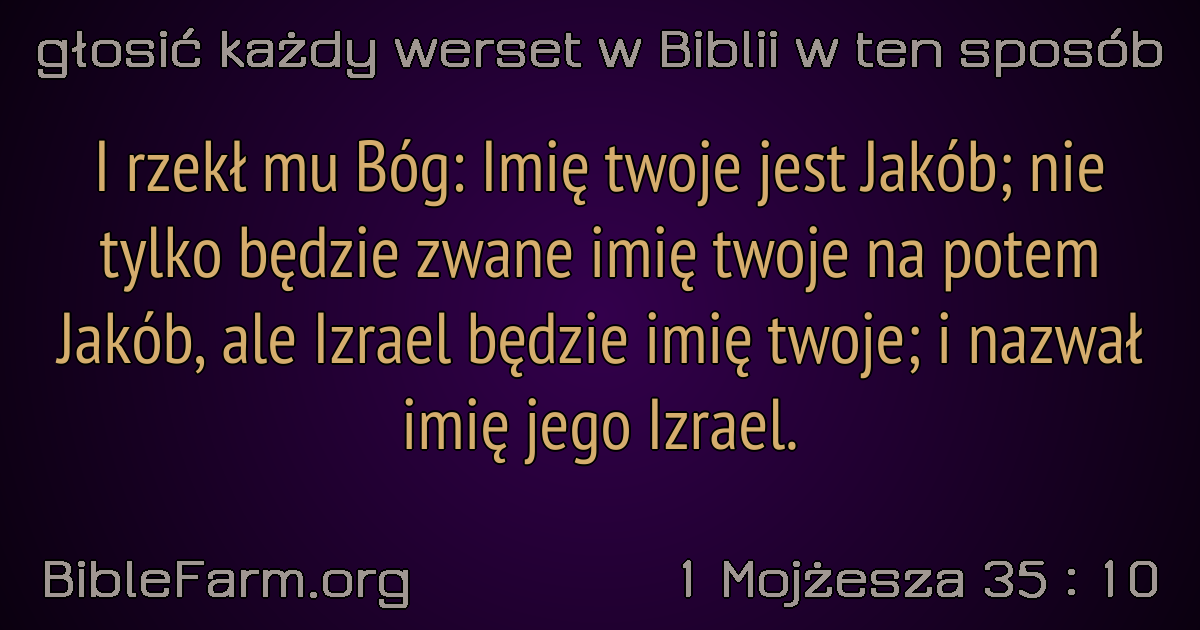 głosić każdy werset w Biblii w ten sposób
I rzekł mu Bóg: Imię twoje jest Jakób; nie
tylko będzie zwane imię twoje na potem
Jakób, ale Izrael będzie imię twoje; i nazwał
imię jego Izrael.
BibleFarm.org
1 Mojżesza 35 : 10